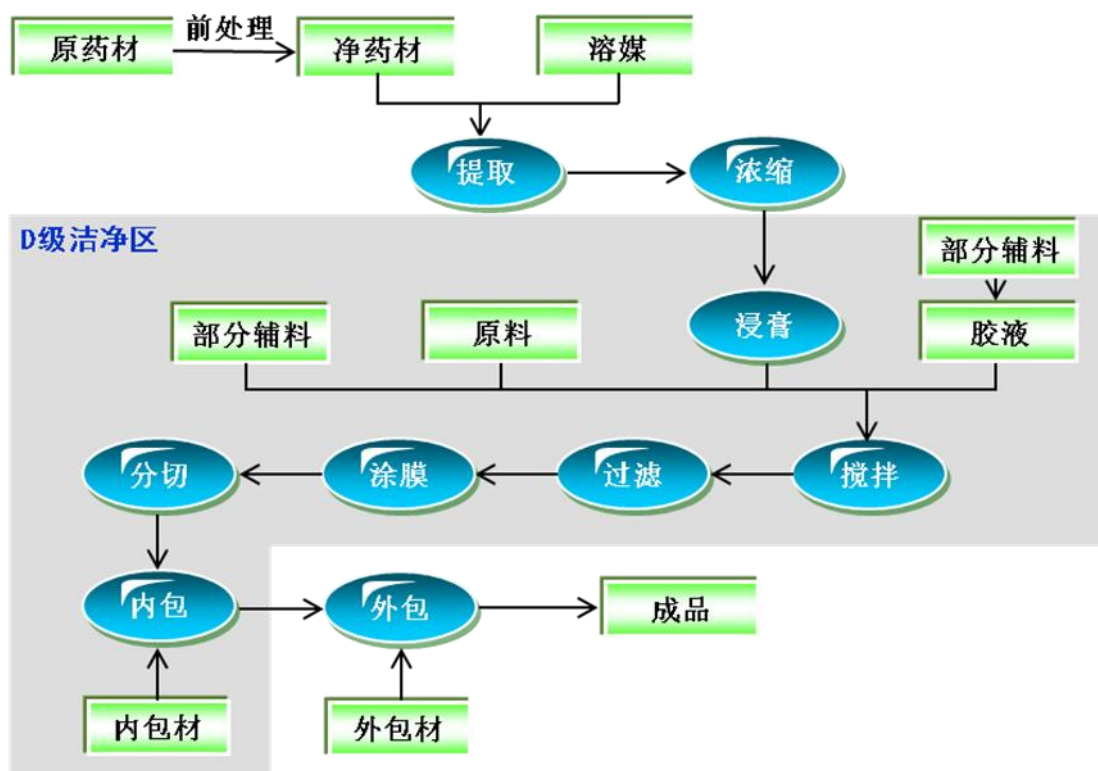 原药材
前处理
净药材
溶媒
提取
浓缩
D级洁净区
部分辅料
部分辅料
原料
浸膏
胶液
分切
涂膜
过滤
搅拌
内包
外包
成品
内包材
外包材